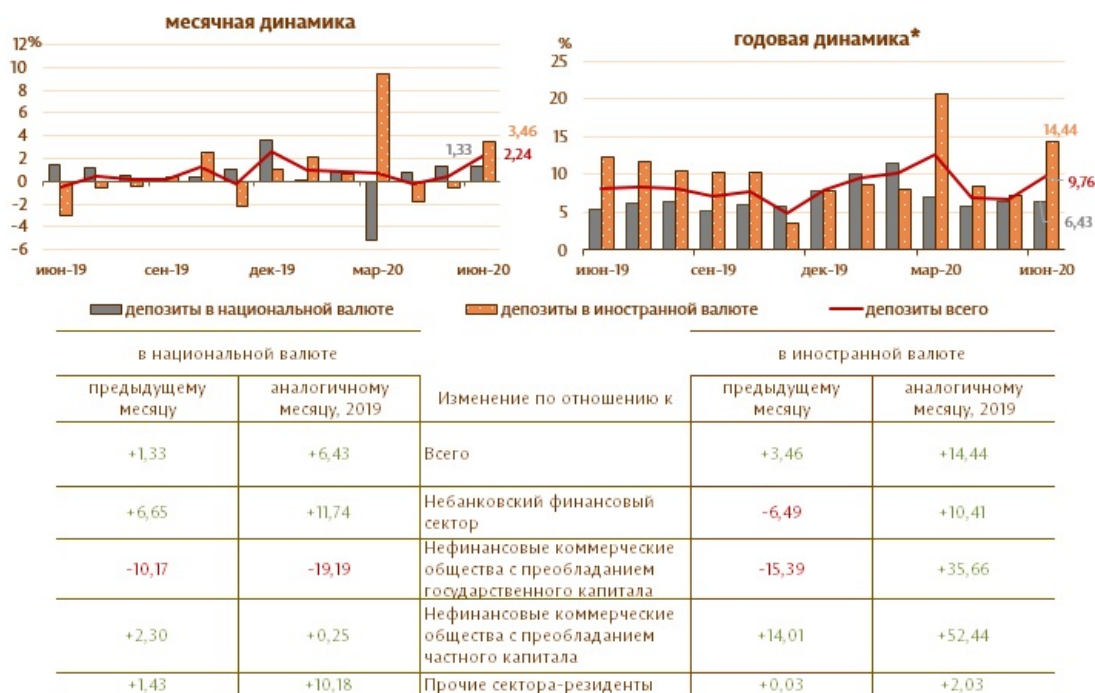 месячная динамика
12%
10
8
6
4
2
0
-2
-4
-6
1,33
3,46
2,24
июн-19
сен-19
дек-19
мар-20
июн-20
годовая динамика*
%
25
20
15
10
5
0
14,44
9,76
6,43
июн-19
сен-19
дек-19
мар-20
июн-20
депозиты в национальной валюте
депозиты в иностранной валюте
депозиты всего
в национальной валюте
в иностранной валюте
предыдущему
месяцу
аналогичному
месяцу, 2019
Изменение по отношению к
предыдущему
месяцу
аналогичному
месяцу, 2019
+1,33 +6,43 Всего +3,46 +14,44
Небанковский финансовый
+6,65 +11,74 сектор -6,49 +10,41
Нефинансовые коммерческие
-10,17 -19,19 общества с преобладанием -15,39 +35,66
государственного капитала
Нефинансовые коммерческие
+2,30 +0,25 общества с преобладанием +14,01 +52,44
частного капитала
+1,43 +10,18 Прочие сектора-резиденты +0,03 +2,03